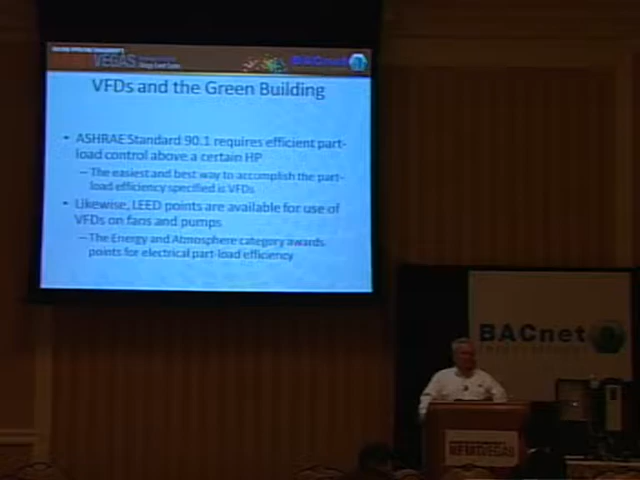 VEGAS
BACnet
VFDs and the Green Building
• ASHRAE Standard 90.1 requires efficient part-
load control above a certain HP
– The easiest and best way to accomplish the part-
load efficiency specified is VFDs
• Likewise, LEED points are available for use of
VFDs on fans and pumps
– The Energy and Atmosphere category awards
points for electrical part-load efficiency
BACnet